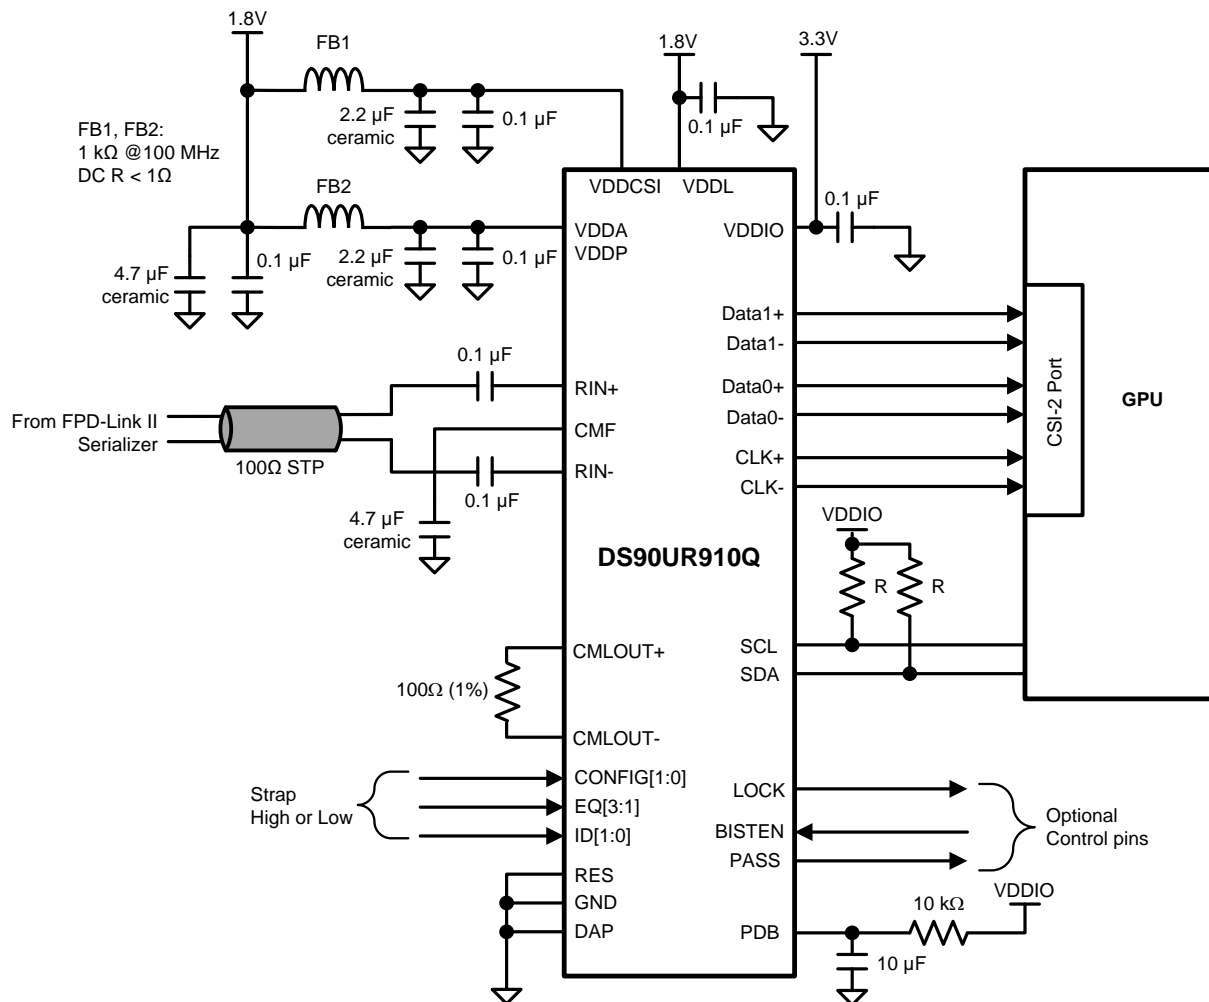 1.8V
FB1
2.2 µF
ceramic
0.1 µF
FB1, FB2:
1 kΩ @100 MHz
DC R < 1Ω
FB2
4.7 µF
ceramic
0.1 µF
2.2 µF
ceramic
0.1 µF
1.8V
0.1 µF
3.3V
0.1 µF
VDDCSI
VDDL
VDDA
VDDP
VDDIO
From FPD-Link II
Serializer
100Ω STP
0.1 µF
0.1 µF
4.7 µF
ceramic
RIN+
CMF
RIN-
DS90UR910Q
Data1+
Data1-
Data0+
Data0-
CLK+
CLK-
CSI-2 Port
GPU
VDDIO
R
R
SCL
SDA
100Ω (1%)
CMLOUT+
CMLOUT-
Strap
High or Low
CONFIG[1:0]
EQ[3:1]
ID[1:0]
RES
GND
DAP
LOCK
BISTEN
PASS
Optional
Control pins
PDB
10 kΩ
VDDIO
10 µF